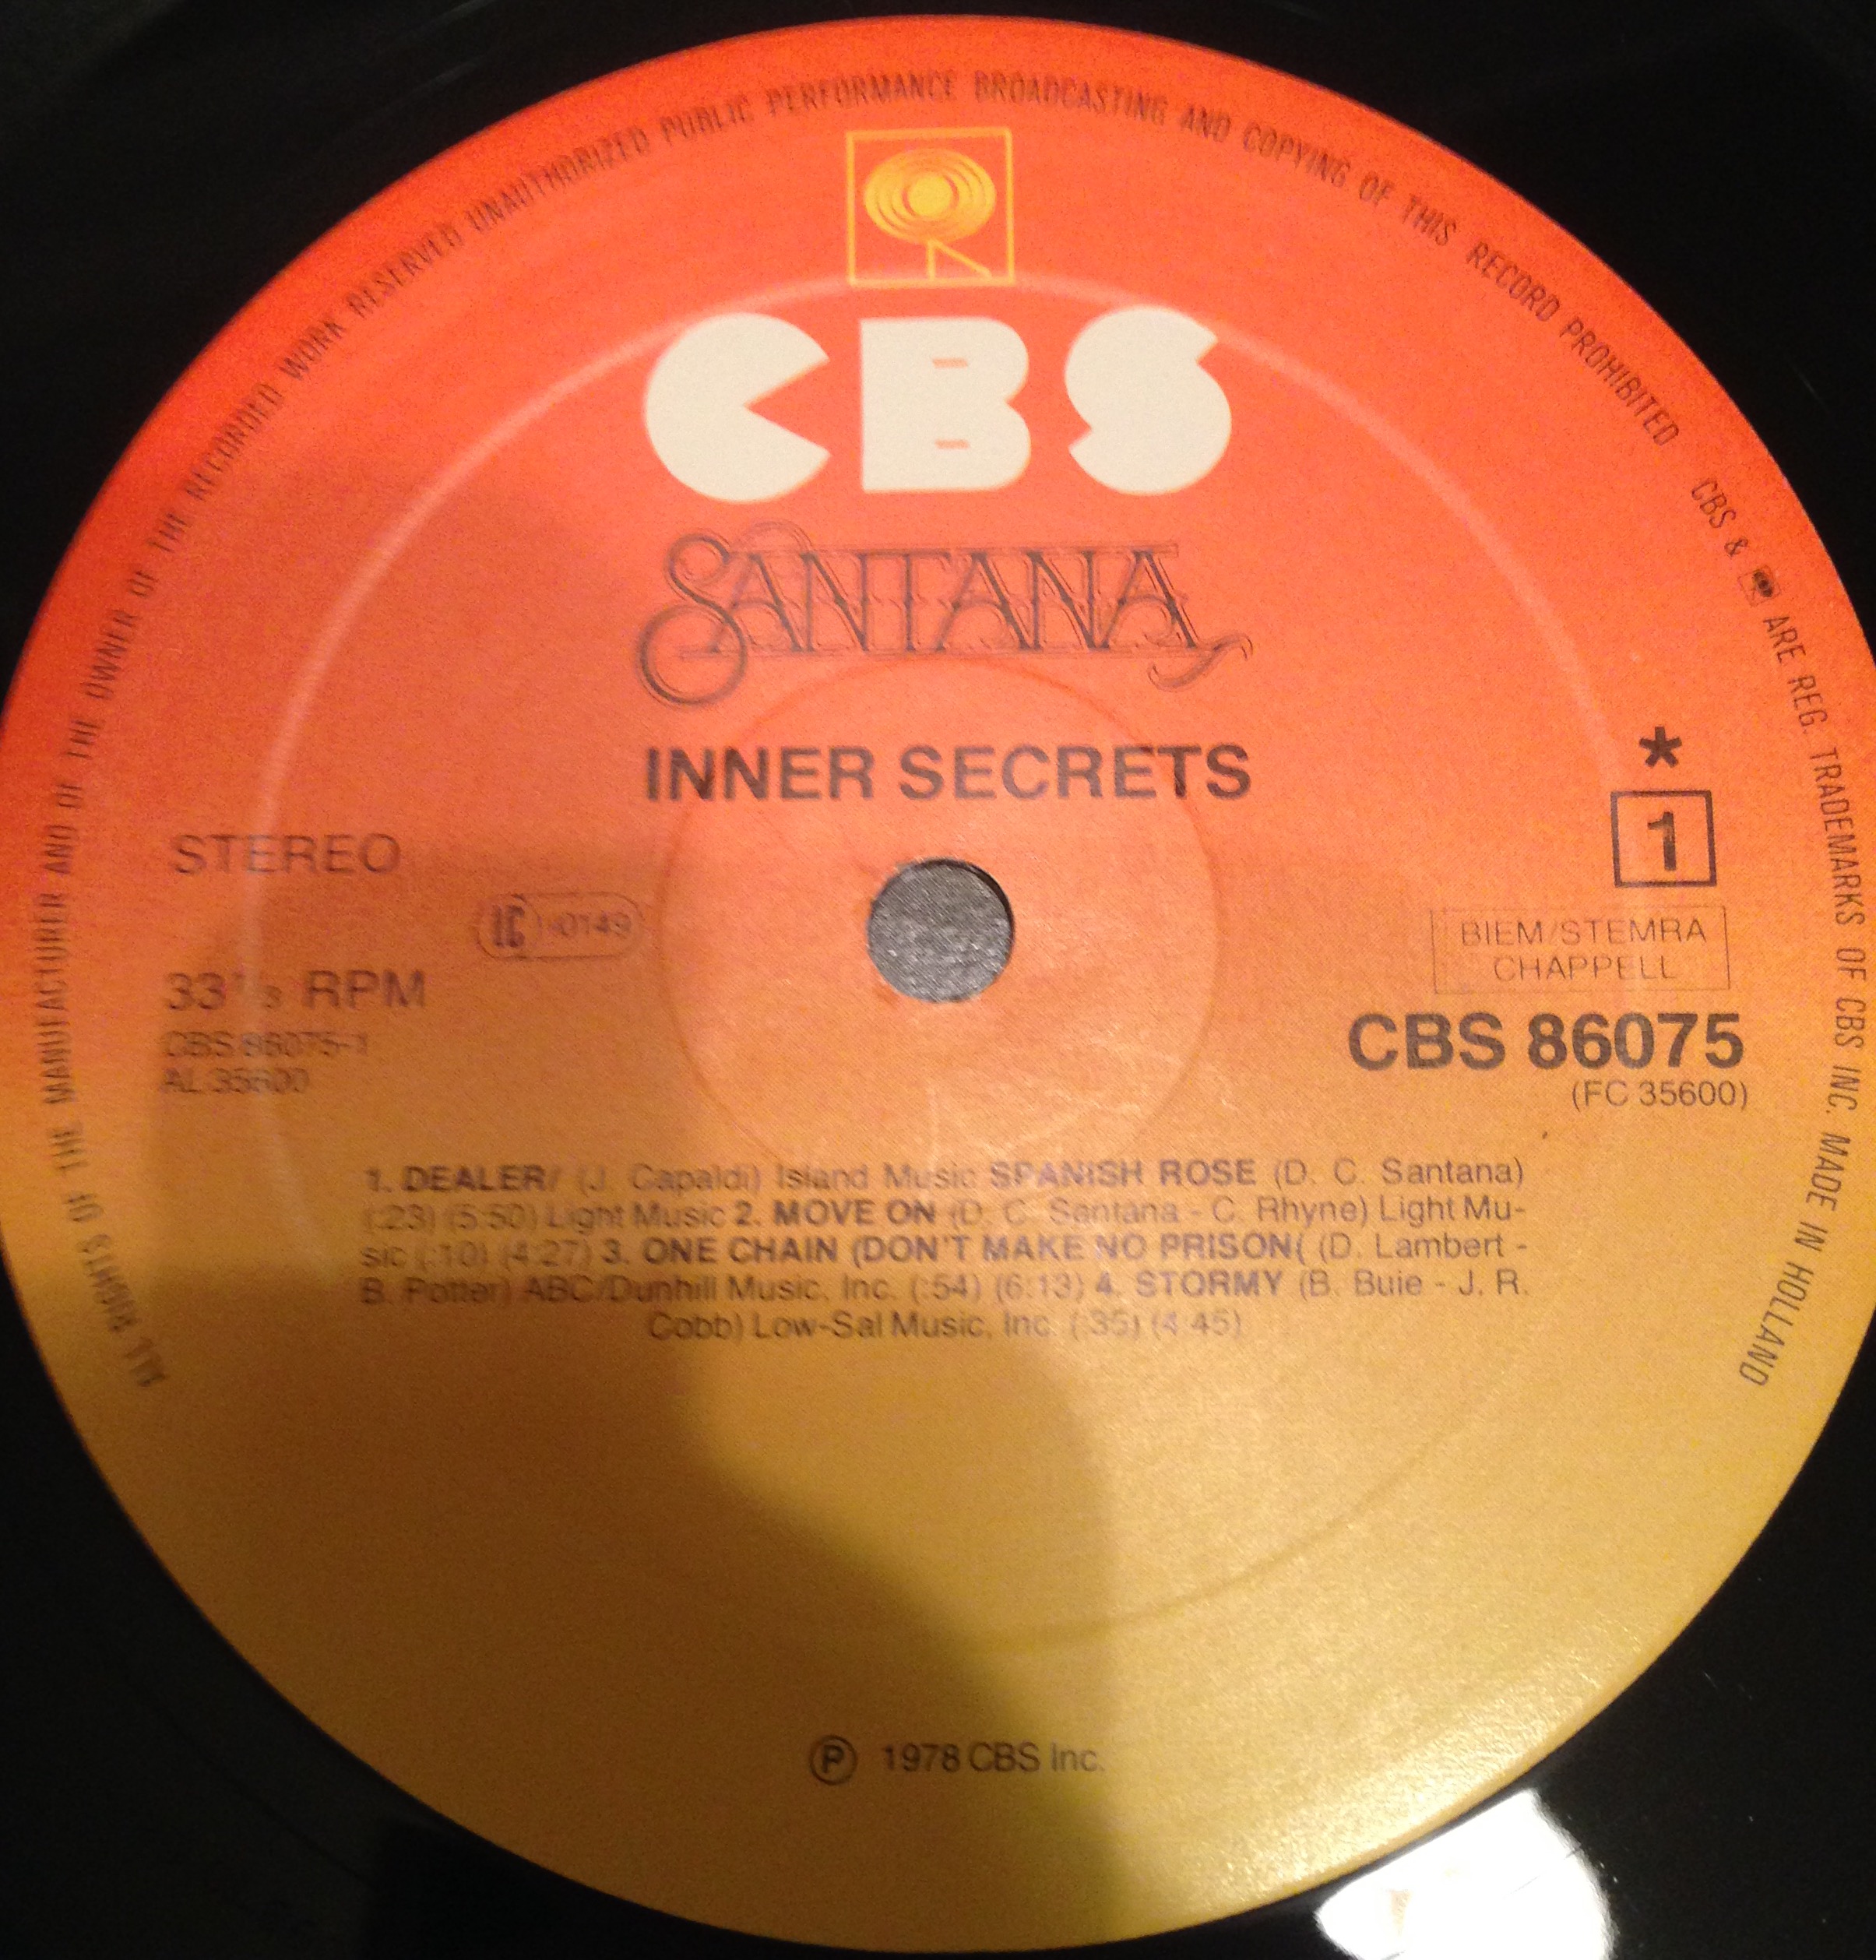 ALL RIGHTS OF THE MANUFACTURER AND OF THE OWNER OF THE RECORDED WORK RESERVED UNAUTHORIZED PUBLIC PERFORMANCE BROADCASTING AND COPYING OF THIS RECORD PROHIBITED CBS & ARE REG. TRADEMARKS OF CBS INC. MADE IN HOLLAND
CBS
SANTANA
INNER SECRETS
STEREO
LC 0149
33 1/3 RPM
CBS 86075-1
AL 35600
*
1
BIEM/STEMRA
CHAPPELL
CBS 86075
(FC 35600)
1. DEALER/ (J. Capaldi) Island Music SPANISH ROSE (D. C. Santana)
(:23) (5:50) Light Music 2. MOVE ON (D. C. Santana - C. Rhyne) Light Mu-
sic (:10) (4:27) 3. ONE CHAIN (DON'T MAKE NO PRISON( (D. Lambert -
B. Potter) ABC/Dunhill Music, Inc. (:54) (6:13) 4. STORMY (B. Buie - J. R.
Cobb) Low-Sal Music, Inc. (:35) (4:45)
℗ 1978 CBS Inc.